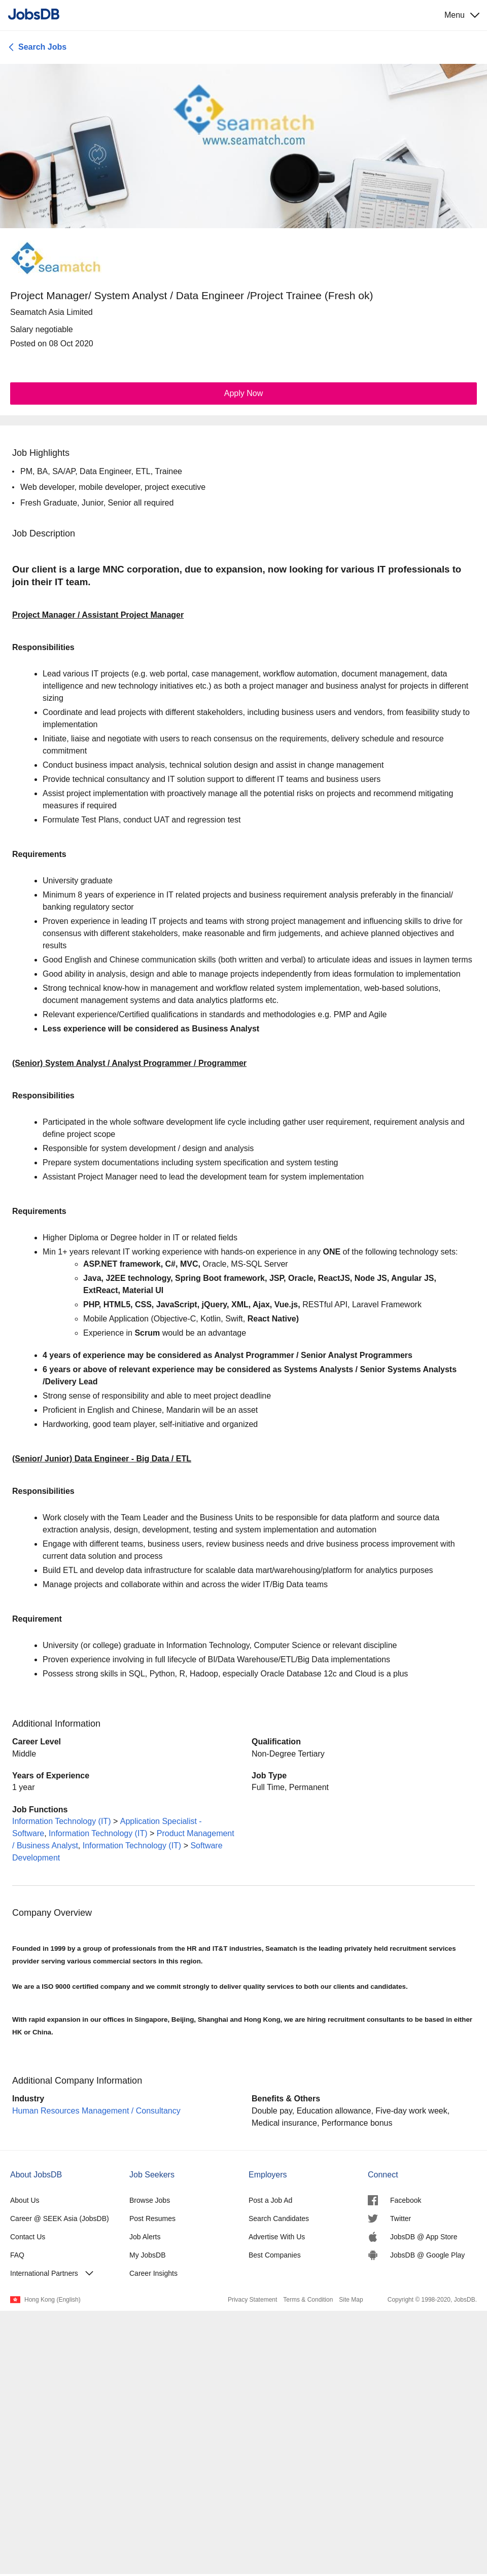 JobsDB
Menu
Search Jobs
seamatch
www.seamatch.com
seamatch
Project Manager/ System Analyst / Data Engineer /Project Trainee (Fresh ok)
Seamatch Asia Limited
Salary negotiable
Posted on 08 Oct 2020
Apply Now
Job Highlights
• PM, BA, SA/AP, Data Engineer, ETL, Trainee
• Web developer, mobile developer, project executive
• Fresh Graduate, Junior, Senior all required
Job Description
Our client is a large MNC corporation, due to expansion, now looking for various IT professionals to
join their IT team.
Project Manager / Assistant Project Manager
Responsibilities
• Lead various IT projects (e.g. web portal, case management, workflow automation, document management, data
intelligence and new technology initiatives etc.) as both a project manager and business analyst for projects in different
sizing
• Coordinate and lead projects with different stakeholders, including business users and vendors, from feasibility study to
implementation
• Initiate, liaise and negotiate with users to reach consensus on the requirements, delivery schedule and resource
commitment
• Conduct business impact analysis, technical solution design and assist in change management
• Provide technical consultancy and IT solution support to different IT teams and business users
• Assist project implementation with proactively manage all the potential risks on projects and recommend mitigating
measures if required
• Formulate Test Plans, conduct UAT and regression test
Requirements
• University graduate
• Minimum 8 years of experience in IT related projects and business requirement analysis preferably in the financial/
banking regulatory sector
• Proven experience in leading IT projects and teams with strong project management and influencing skills to drive for
consensus with different stakeholders, make reasonable and firm judgements, and achieve planned objectives and
results
• Good English and Chinese communication skills (both written and verbal) to articulate ideas and issues in laymen terms
• Good ability in analysis, design and able to manage projects independently from ideas formulation to implementation
• Strong technical know-how in management and workflow related system implementation, web-based solutions,
document management systems and data analytics platforms etc.
• Relevant experience/Certified qualifications in standards and methodologies e.g. PMP and Agile
• Less experience will be considered as Business Analyst
(Senior) System Analyst / Analyst Programmer / Programmer
Responsibilities
• Participated in the whole software development life cycle including gather user requirement, requirement analysis and
define project scope
• Responsible for system development / design and analysis
• Prepare system documentations including system specification and system testing
• Assistant Project Manager need to lead the development team for system implementation
Requirements
• Higher Diploma or Degree holder in IT or related fields
• Min 1+ years relevant IT working experience with hands-on experience in any ONE of the following technology sets:
◦ ASP.NET framework, C#, MVC, Oracle, MS-SQL Server
◦ Java, J2EE technology, Spring Boot framework, JSP, Oracle, ReactJS, Node JS, Angular JS,
ExtReact, Material UI
◦ PHP, HTML5, CSS, JavaScript, jQuery, XML, Ajax, Vue.js, RESTful API, Laravel Framework
◦ Mobile Application (Objective-C, Kotlin, Swift, React Native)
◦ Experience in Scrum would be an advantage
• 4 years of experience may be considered as Analyst Programmer / Senior Analyst Programmers
• 6 years or above of relevant experience may be considered as Systems Analysts / Senior Systems Analysts
/Delivery Lead
• Strong sense of responsibility and able to meet project deadline
• Proficient in English and Chinese, Mandarin will be an asset
• Hardworking, good team player, self-initiative and organized
(Senior/ Junior) Data Engineer - Big Data / ETL
Responsibilities
• Work closely with the Team Leader and the Business Units to be responsible for data platform and source data
extraction analysis, design, development, testing and system implementation and automation
• Engage with different teams, business users, review business needs and drive business process improvement with
current data solution and process
• Build ETL and develop data infrastructure for scalable data mart/warehousing/platform for analytics purposes
• Manage projects and collaborate within and across the wider IT/Big Data teams
Requirement
• University (or college) graduate in Information Technology, Computer Science or relevant discipline
• Proven experience involving in full lifecycle of BI/Data Warehouse/ETL/Big Data implementations
• Possess strong skills in SQL, Python, R, Hadoop, especially Oracle Database 12c and Cloud is a plus
Additional Information
Career Level
Middle
Qualification
Non-Degree Tertiary
Years of Experience
1 year
Job Type
Full Time, Permanent
Job Functions
Information Technology (IT) > Application Specialist -
Software, Information Technology (IT) > Product Management
/ Business Analyst, Information Technology (IT) > Software
Development
Company Overview
Founded in 1999 by a group of professionals from the HR and IT&T industries, Seamatch is the leading privately held recruitment services
provider serving various commercial sectors in this region.
We are a ISO 9000 certified company and we commit strongly to deliver quality services to both our clients and candidates.
With rapid expansion in our offices in Singapore, Beijing, Shanghai and Hong Kong, we are hiring recruitment consultants to be based in either
HK or China.
Additional Company Information
Industry
Human Resources Management / Consultancy
Benefits & Others
Double pay, Education allowance, Five-day work week,
Medical insurance, Performance bonus
About JobsDB
About Us
Career @ SEEK Asia (JobsDB)
Contact Us
FAQ
International Partners
Job Seekers
Browse Jobs
Post Resumes
Job Alerts
My JobsDB
Career Insights
Employers
Post a Job Ad
Search Candidates
Advertise With Us
Best Companies
Connect
Facebook
Twitter
JobsDB @ App Store
JobsDB @ Google Play
Hong Kong (English)
Privacy Statement Terms & Condition Site Map Copyright © 1998-2020, JobsDB.